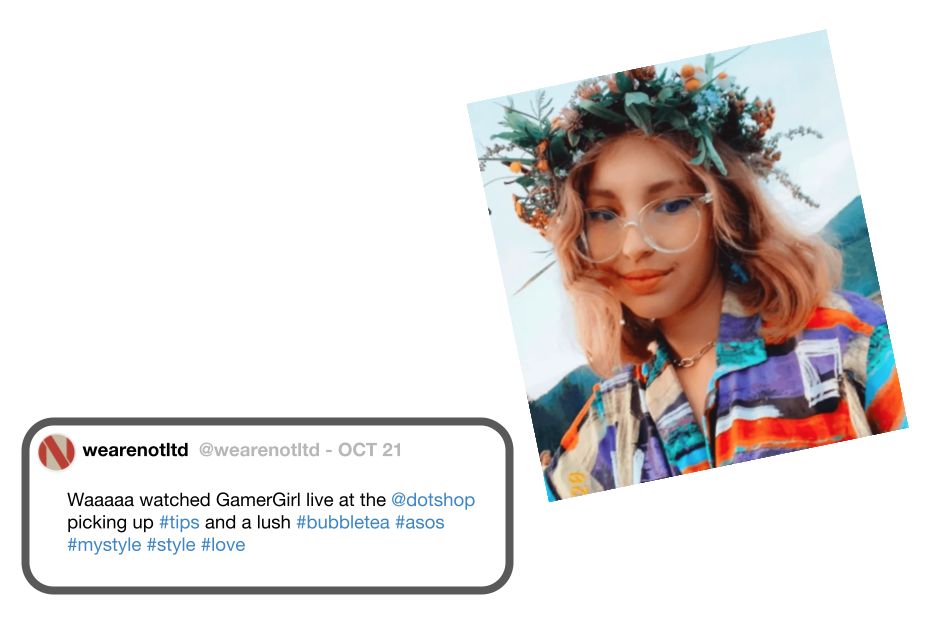 wearenotltd @wearenotltd - OCT 21
Waaaaa watched GamerGirl live at the @dotshop
picking up #tips and a lush #bubbletea #asos
#mystyle #style #love